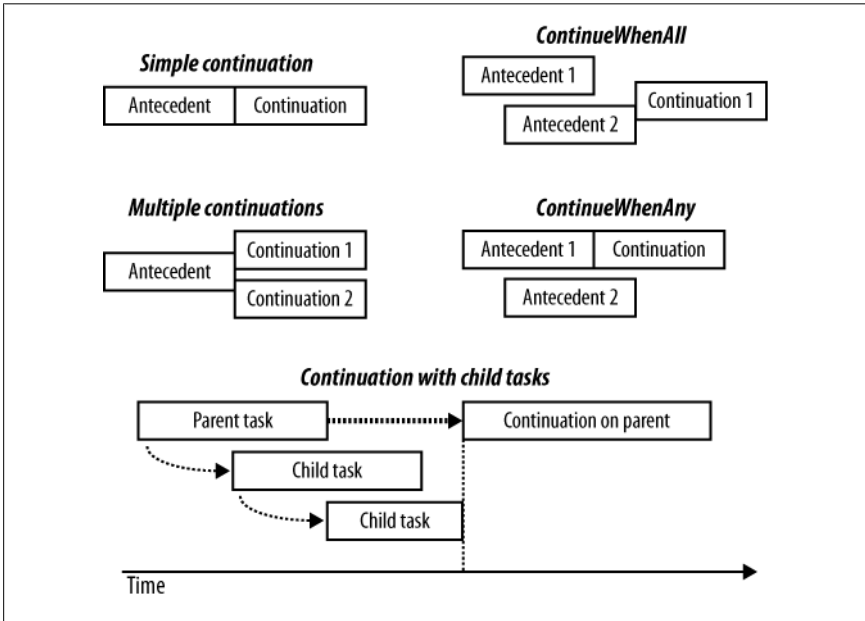 Simple continuation
Antecedent
Continuation
ContinueWhenAll
Antecedent 1
Continuation 1
Antecedent 2
Multiple continuations
Antecedent
Continuation 1
Continuation 2
ContinueWhenAny
Antecedent 1
Continuation
Antecedent 2
Continuation with child tasks
Parent task
Continuation on parent
Child task
Child task
Time